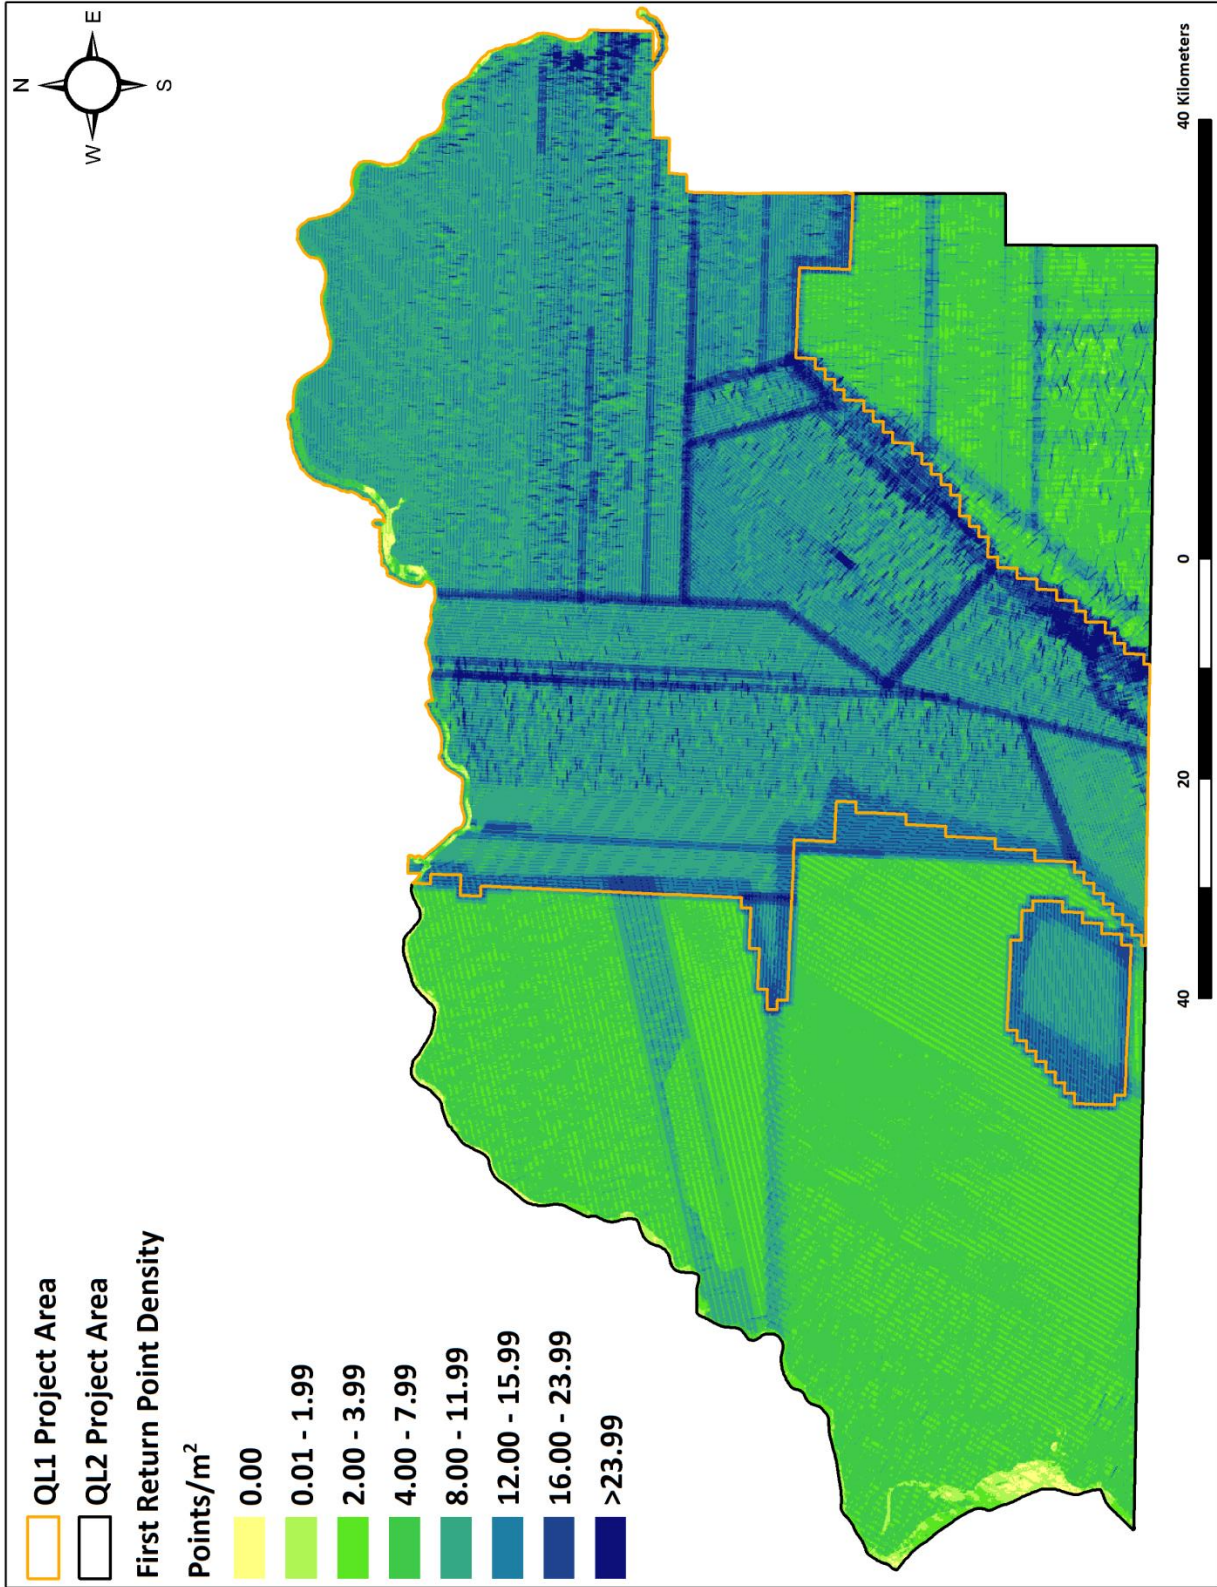 QL1 Project Area
QL2 Project Area
First Return Point Density
Points/m²
0.00
0.01 - 1.99
2.00 - 3.99
4.00 - 7.99
8.00 - 11.99
12.00 - 15.99
16.00 - 23.99
>23.99
N
W
E
S
40
20
0
40 Kilometers